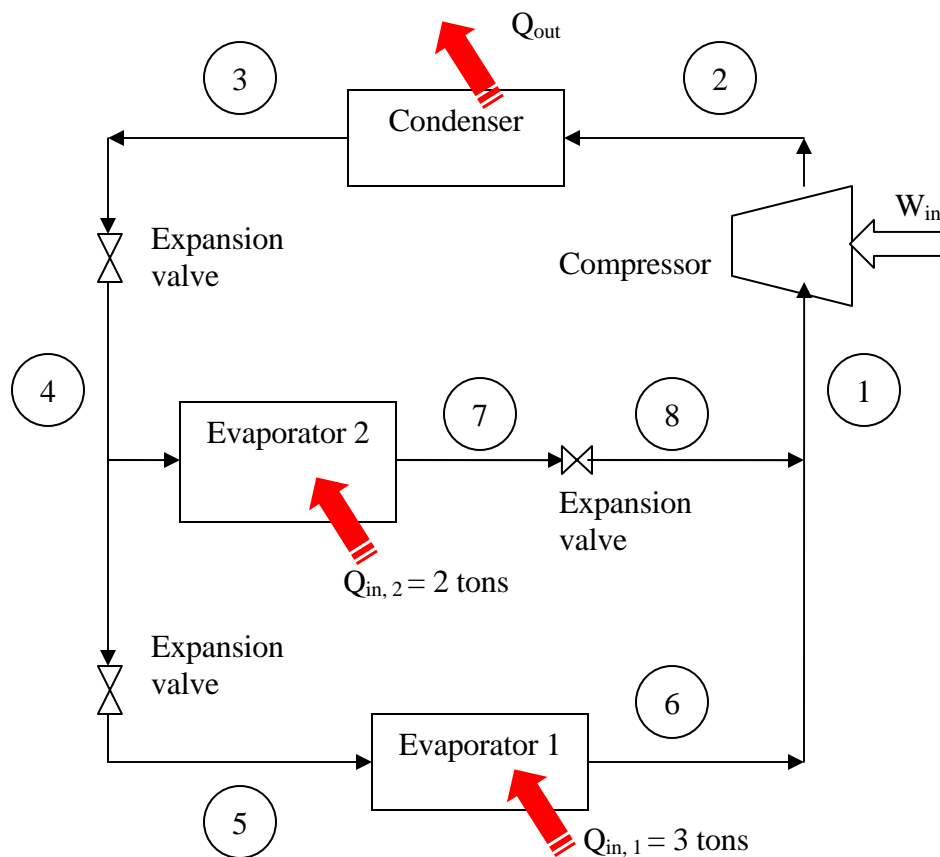 Qout
3
2
Condenser
Win
Expansion
valve
Compressor
4
1
7
8
Evaporator 2
Expansion
valve
Qin, 2 = 2 tons
Expansion
valve
6
Evaporator 1
5
Qin, 1 = 3 tons